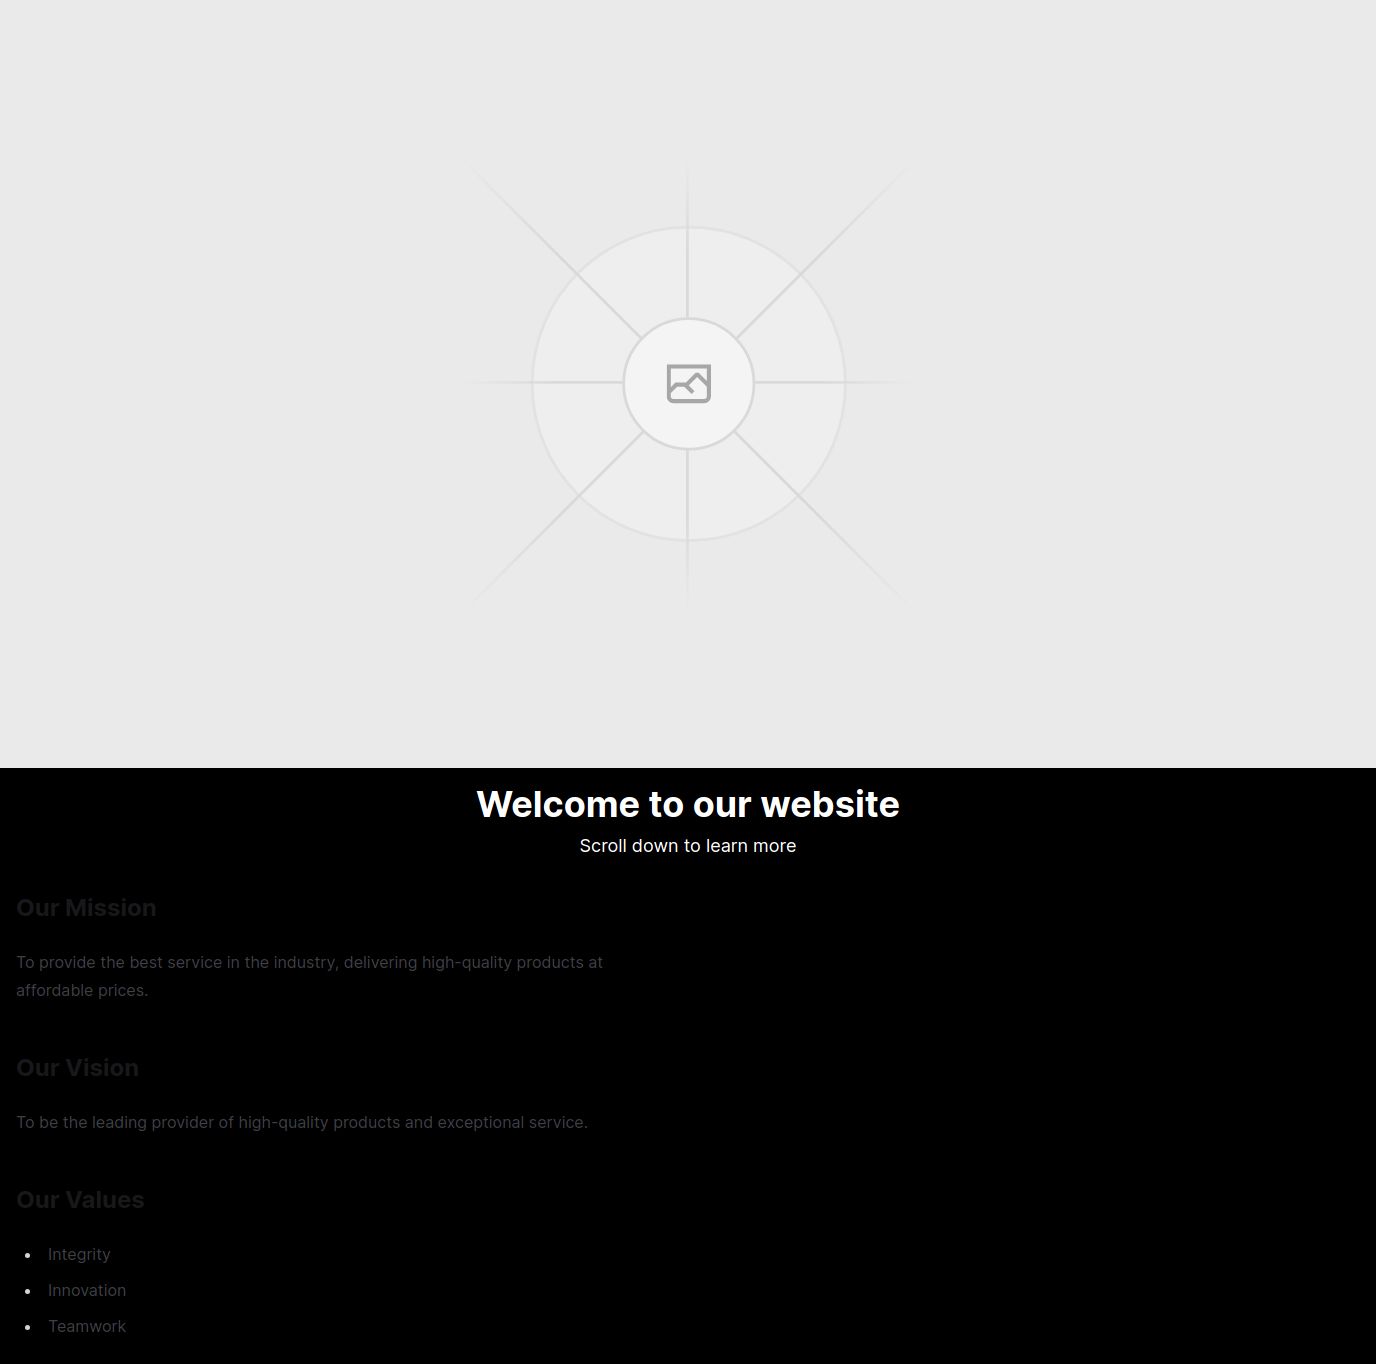 Welcome to our website
Scroll down to learn more
Our Mission
To provide the best service in the industry, delivering high-quality products at
affordable prices.
Our Vision
To be the leading provider of high-quality products and exceptional service.
Our Values
Integrity
Innovation
Teamwork